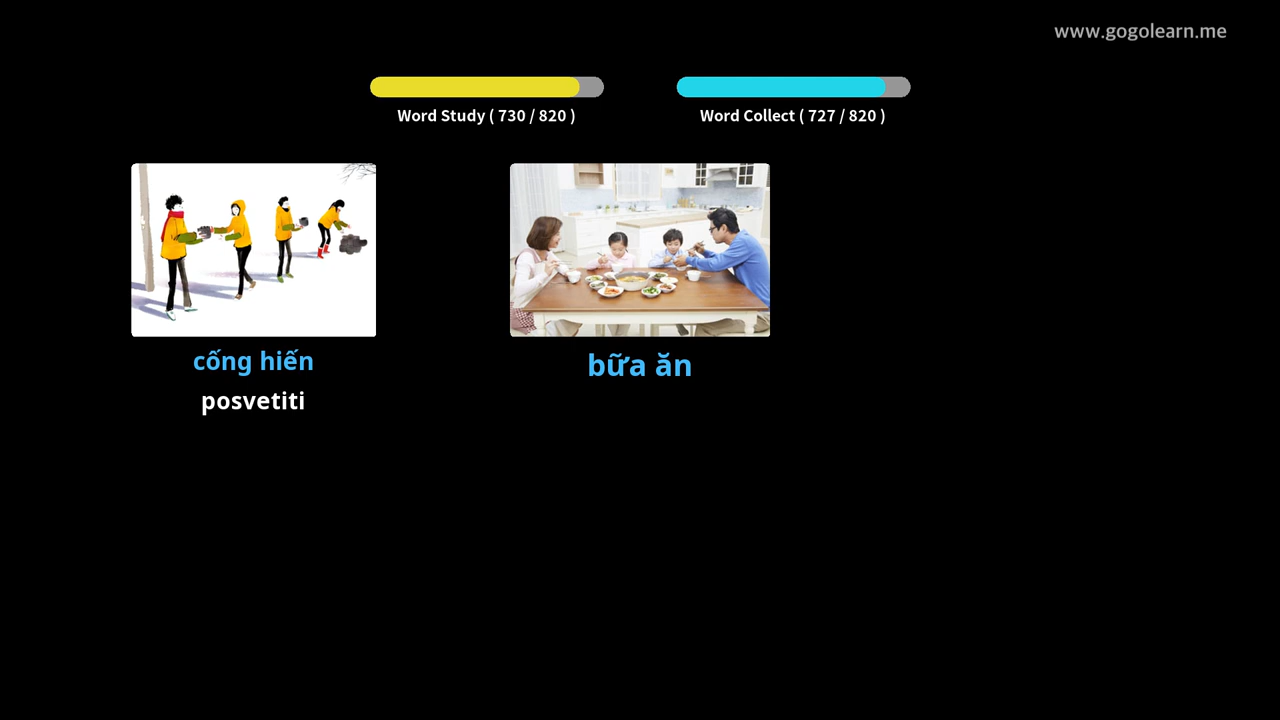 www.gogolearn.me
Word Study ( 730 / 820 )
Word Collect ( 727 / 820 )
cống hiến
posvetiti
bữa ăn